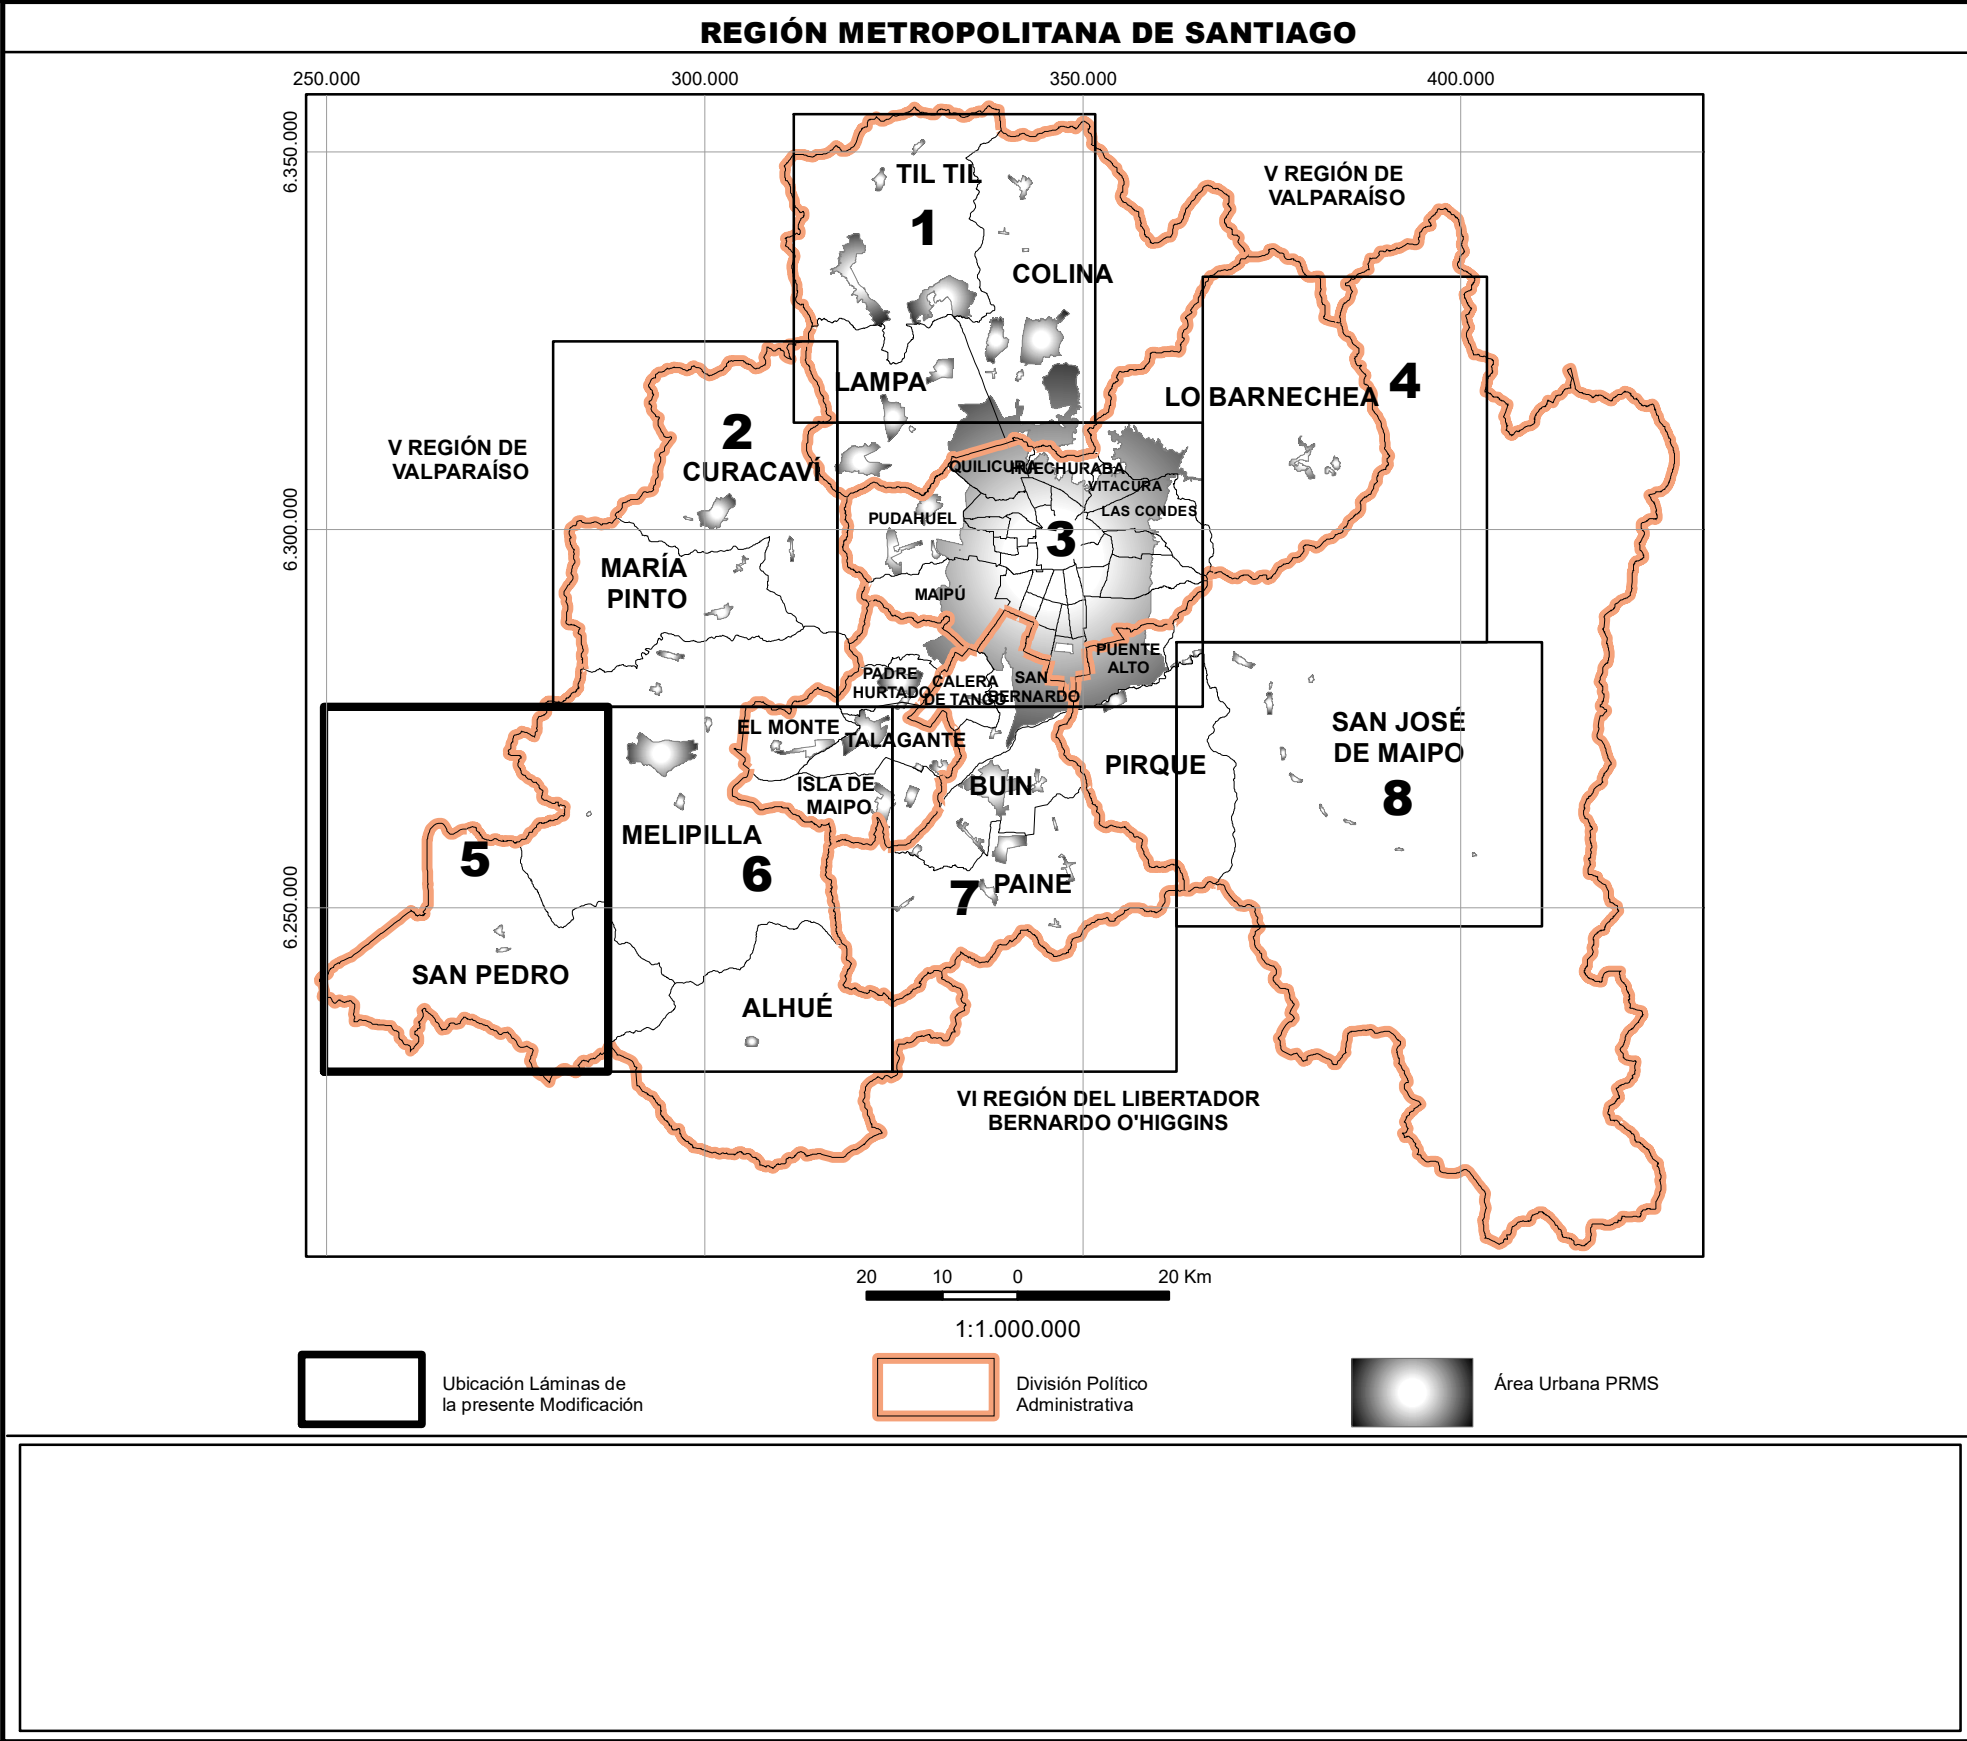 REGIÓN METROPOLITANA DE SANTIAGO
250.000 300.000 350.000 400.000
6.350.000
6.300.000
6.250.000
V REGIÓN DE
VALPARAÍSO
TIL TIL
1
COLINA
LAMPA
LO BARNECHEA
4
V REGIÓN DE
VALPARAÍSO
2
CURACAVÍ
QUILICURA
HUECHURABA
VITACURA
LAS CONDES
PUDAHUEL
3
MARÍA
PINTO
MAIPÚ
PUENTE
ALTO
PADRE
HURTADO
CALERA
DE TANGO
SAN
BERNARDO
EL MONTE
TALAGANTE
SAN JOSÉ
DE MAIPO
8
PIRQUE
ISLA DE
MAIPO
BUIN
MELIPILLA
5
6
7
PAINE
SAN PEDRO
ALHUÉ
VI REGIÓN DEL LIBERTADOR
BERNARDO O'HIGGINS
20 10 0 20 Km
1:1.000.000
Ubicación Láminas de
la presente Modificación
División Político
Administrativa
Área Urbana PRMS